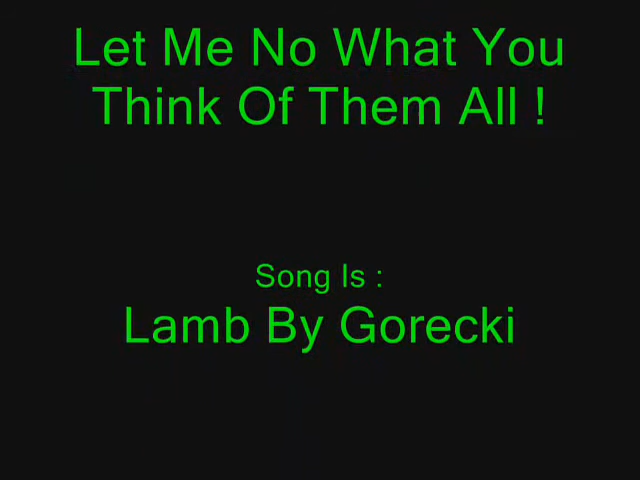 Let Me No What You
Think Of Them All !
Song Is :
Lamb By Gorecki